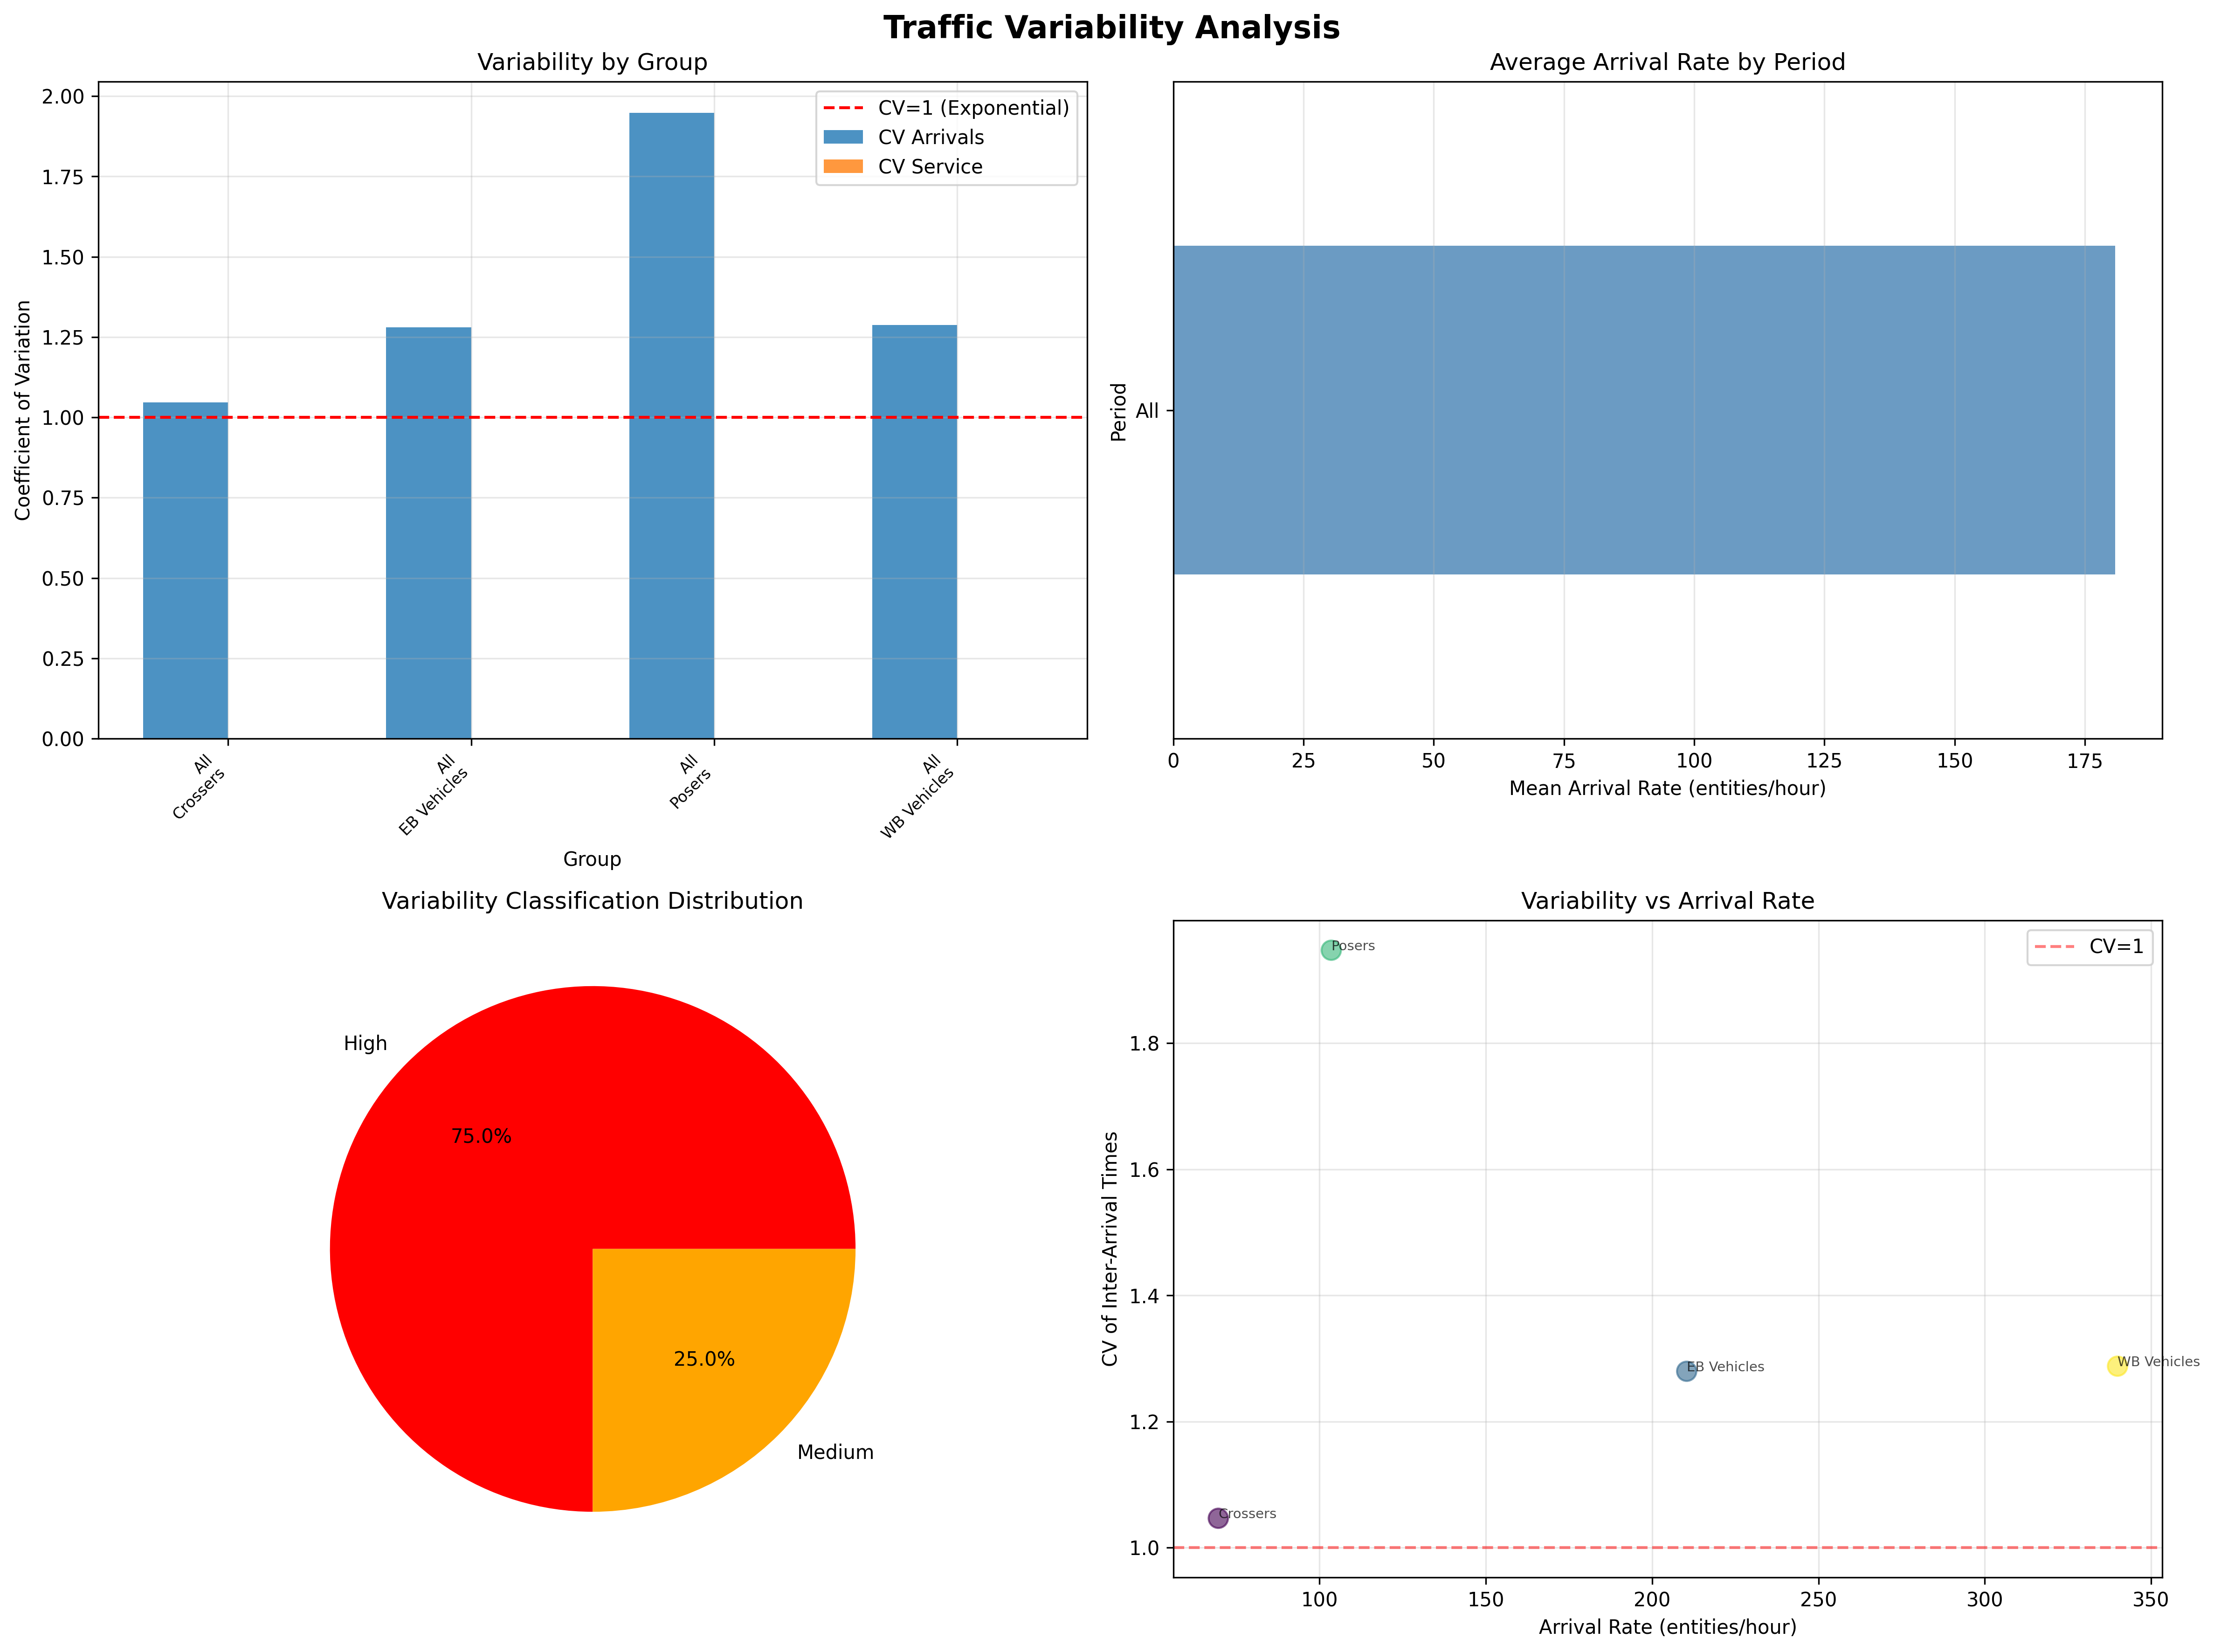 Traffic Variability Analysis
Variability by Group
Coefficient of Variation
2.00
1.75
1.50
1.25
1.00
0.75
0.50
0.25
0.00
CV=1 (Exponential)
CV Arrivals
CV Service
All
Crossers
All
EB Vehicles
All
Posers
All
WB Vehicles
Group
Average Arrival Rate by Period
Period
All
0 25 50 75 100 125 150 175
Mean Arrival Rate (entities/hour)
Variability Classification Distribution
High
75.0%
25.0%
Medium
Variability vs Arrival Rate
CV of Inter-Arrival Times
1.8
1.6
1.4
1.2
1.0
CV=1
Posers
EB Vehicles
WB Vehicles
Crossers
100 150 200 250 300 350
Arrival Rate (entities/hour)